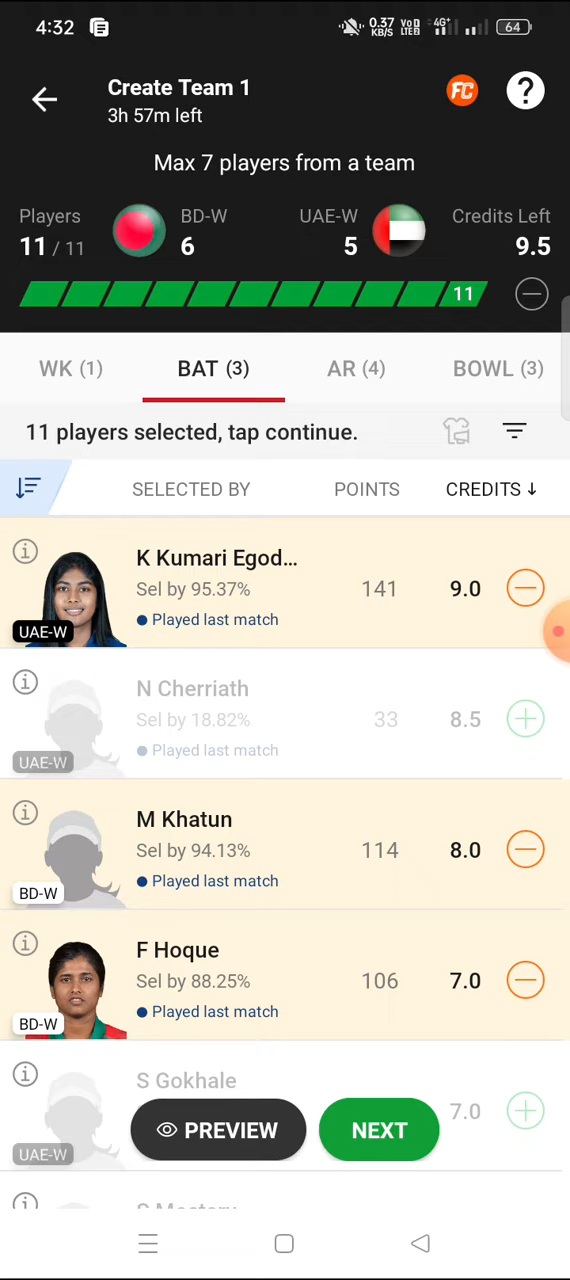 4:32 0.37 KB/S VoD LTE2 4G+ 64
Create Team 1
FC ?
3h 57m left
Max 7 players from a team
Players BD-W UAE-W Credits Left
11 / 11 6 5 9.5
11
WK (1) BAT (3) AR (4) BOWL (3)
11 players selected, tap continue.
SELECTED BY POINTS CREDITS ↓
K Kumari Egod...
Sel by 95.37% 141 9.0
Played last match
UAE-W
N Cherriath
Sel by 18.82% 33 8.5
Played last match
UAE-W
M Khatun
Sel by 94.13% 114 8.0
Played last match
BD-W
F Hoque
Sel by 88.25% 106 7.0
Played last match
BD-W
S Gokhale
7.0
PREVIEW NEXT
UAE-W